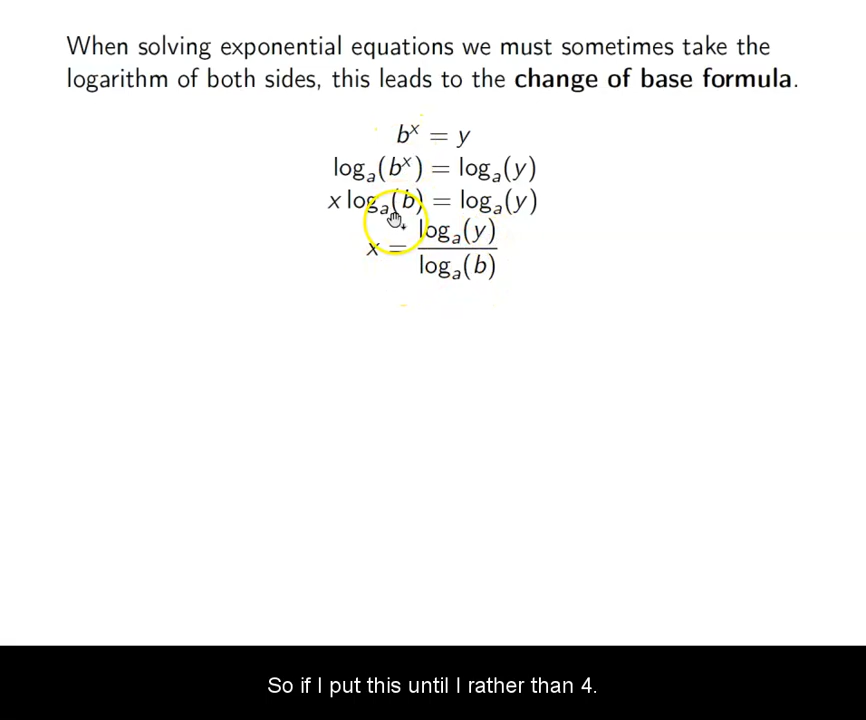 When solving exponential equations we must sometimes take the
logarithm of both sides, this leads to the change of base formula.
b^x = y
log_a(b^x) = log_a(y)
x log_a(b) = log_a(y)
x = log_a(y) / log_a(b)
So if I put this until I rather than 4.